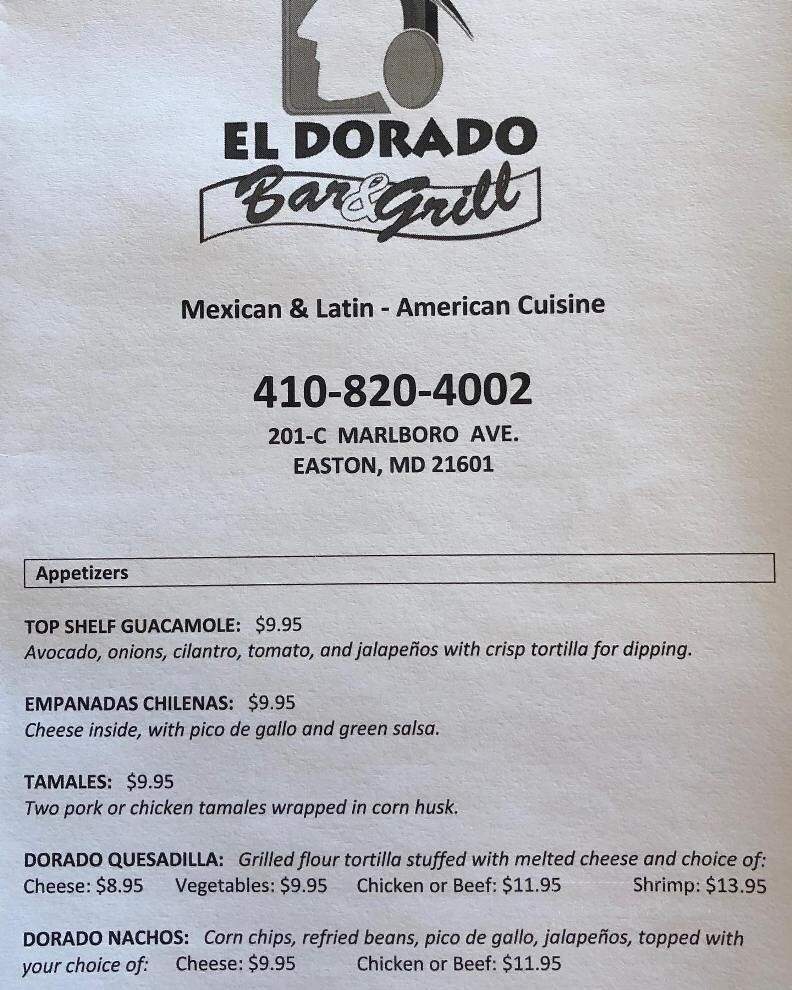 EL DORADO
Bar & Grill
Mexican & Latin - American Cuisine
410-820-4002
201-C MARLBORO AVE.
EASTON, MD 21601
Appetizers
TOP SHELF GUACAMOLE: $9.95
Avocado, onions, cilantro, tomato, and jalapeños with crisp tortilla for dipping.
EMPANADAS CHILENAS: $9.95
Cheese inside, with pico de gallo and green salsa.
TAMALES: $9.95
Two pork or chicken tamales wrapped in corn husk.
DORADO QUESADILLA: Grilled flour tortilla stuffed with melted cheese and choice of:
Cheese: $8.95 Vegetables: $9.95 Chicken or Beef: $11.95 Shrimp: $13.95
DORADO NACHOS: Corn chips, refried beans, pico de gallo, jalapeños, topped with
your choice of: Cheese: $9.95 Chicken or Beef: $11.95